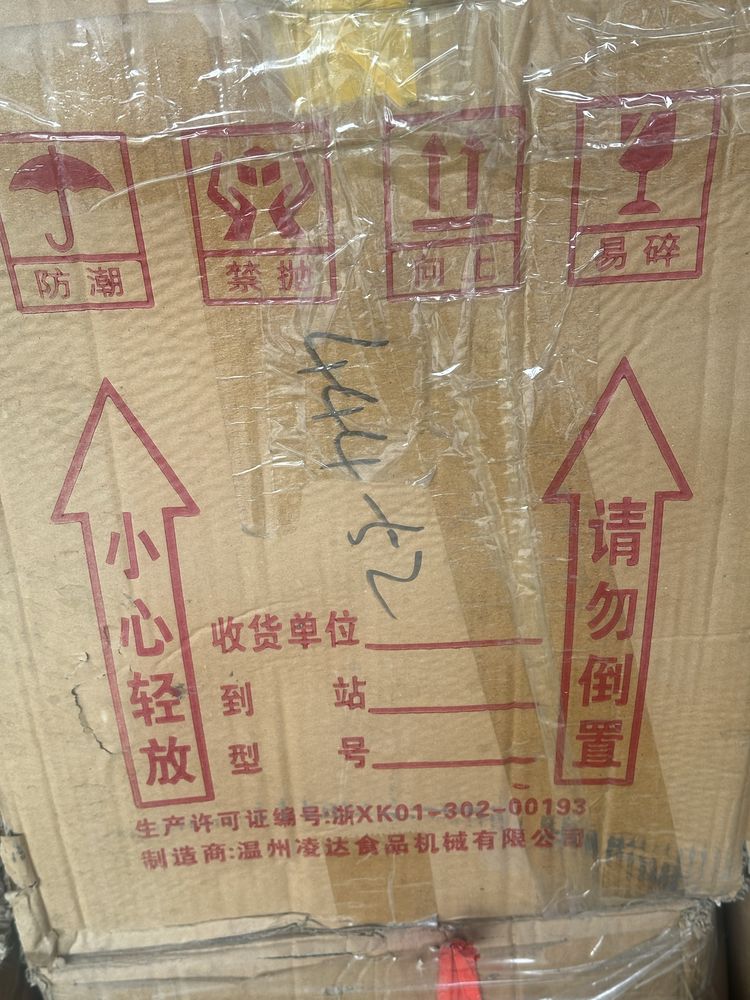 防潮
禁抛
向上
易碎
小心轻放
请勿倒置
收货单位
到 站
型 号
生产许可证编号:浙XK01-302-00193
制造商:温州凌达食品机械有限公司